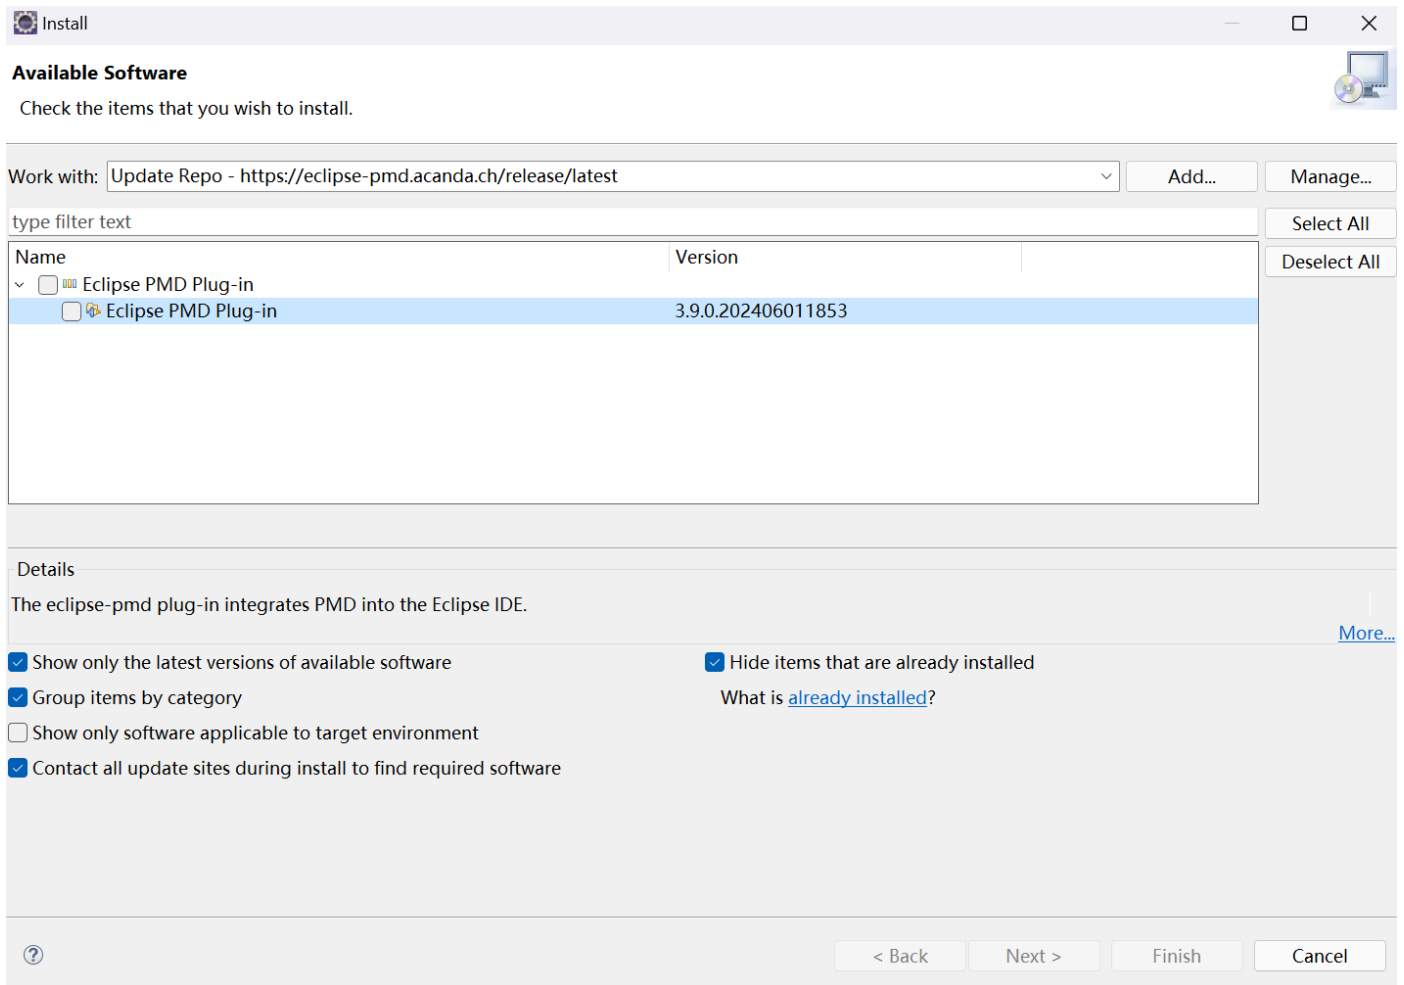 Install
Available Software
Check the items that you wish to install.
Work with: Update Repo - https://eclipse-pmd.acanda.ch/release/latest Add... Manage...
type filter text Select All
Name Version Deselect All
Eclipse PMD Plug-in
Eclipse PMD Plug-in 3.9.0.202406011853
Details
The eclipse-pmd plug-in integrates PMD into the Eclipse IDE.
More...
Show only the latest versions of available software Hide items that are already installed
Group items by category What is already installed?
Show only software applicable to target environment
Contact all update sites during install to find required software
? < Back Next > Finish Cancel